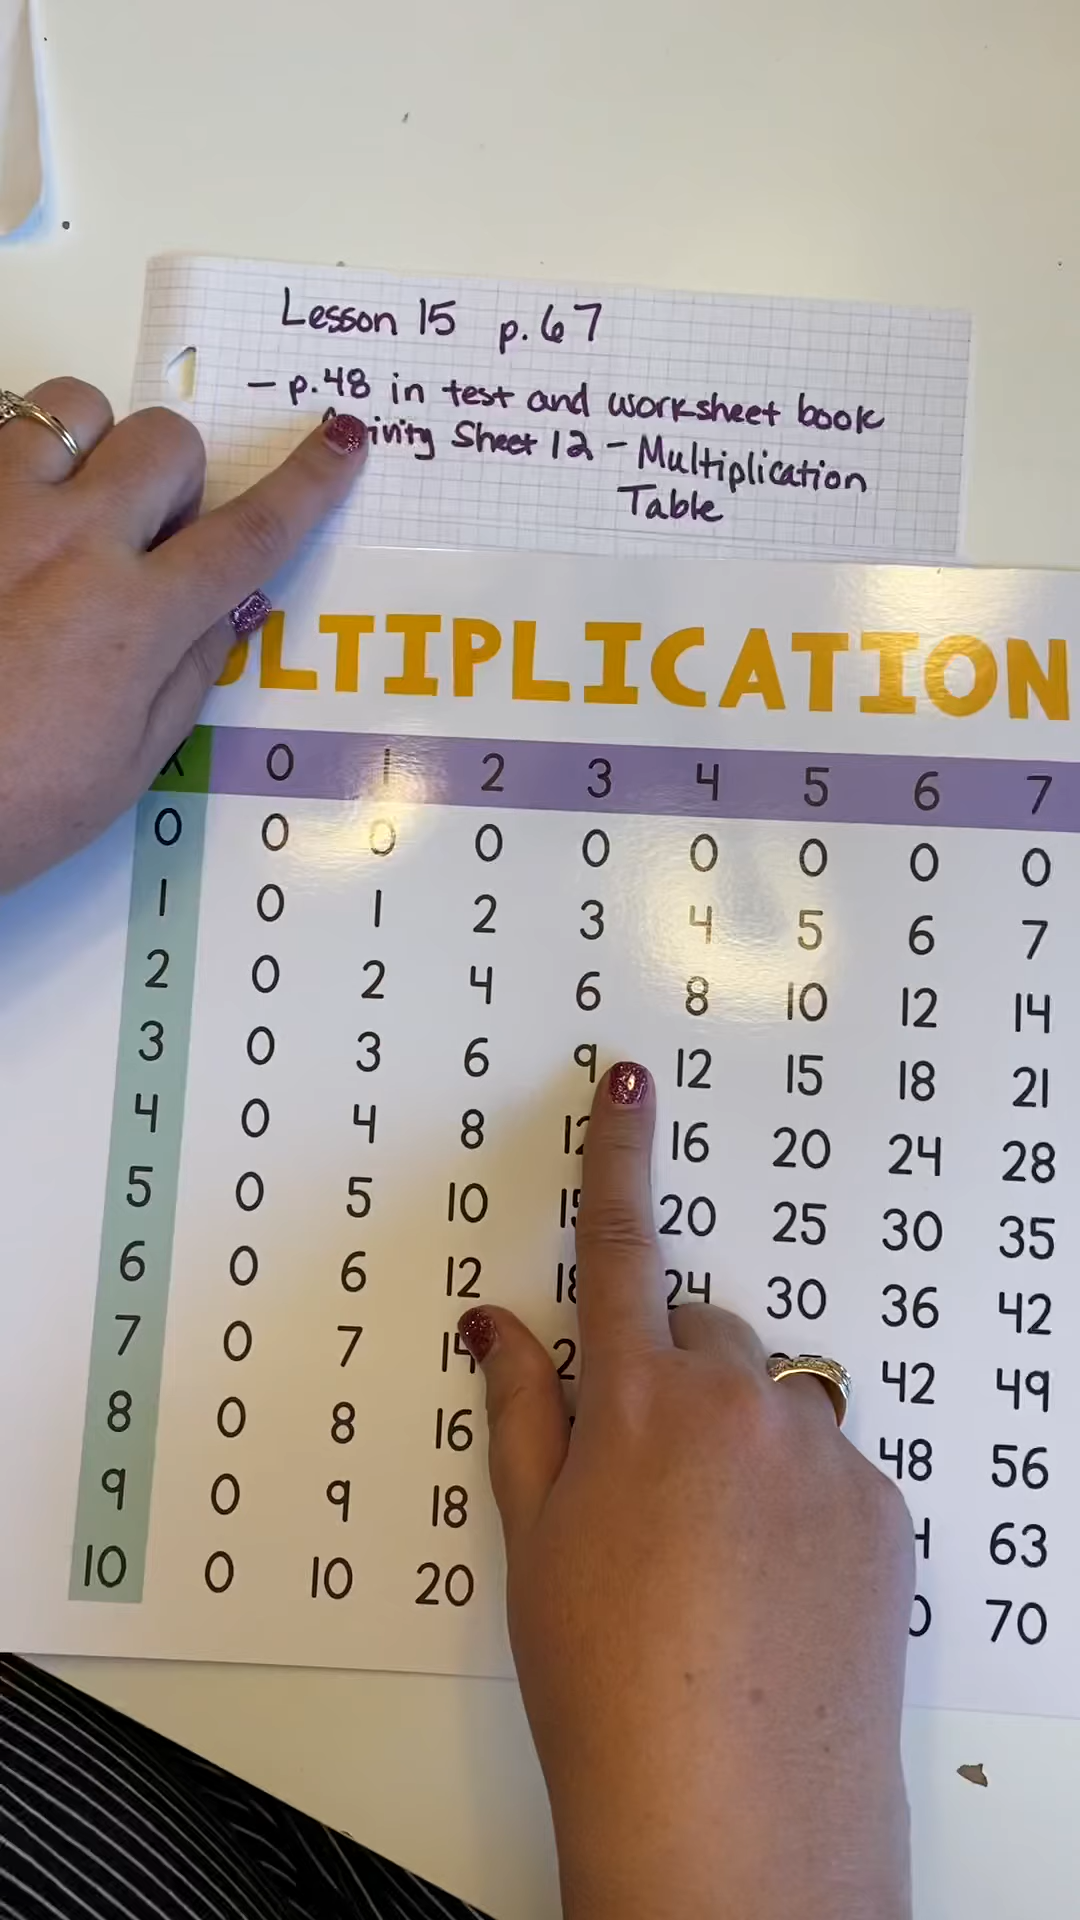 Lesson 15 p.67
- p.48 in test and worksheet book
Sheet 12 - Multiplication
Table
X 0 1 2 3 4 5 6 7
0 0 0 0 0 0 0 0 0
1 0 1 2 3 4 5 6 7
2 0 2 4 6 8 10 12 14
3 0 3 6 9 12 15 18 21
4 0 4 8 16 20 24 28
5 0 5 10 20 25 30 35
6 0 6 12 24 30 36 42
7 0 7 14 42 49
8 0 8 16 48 56
9 0 9 18 63
10 0 10 20 70